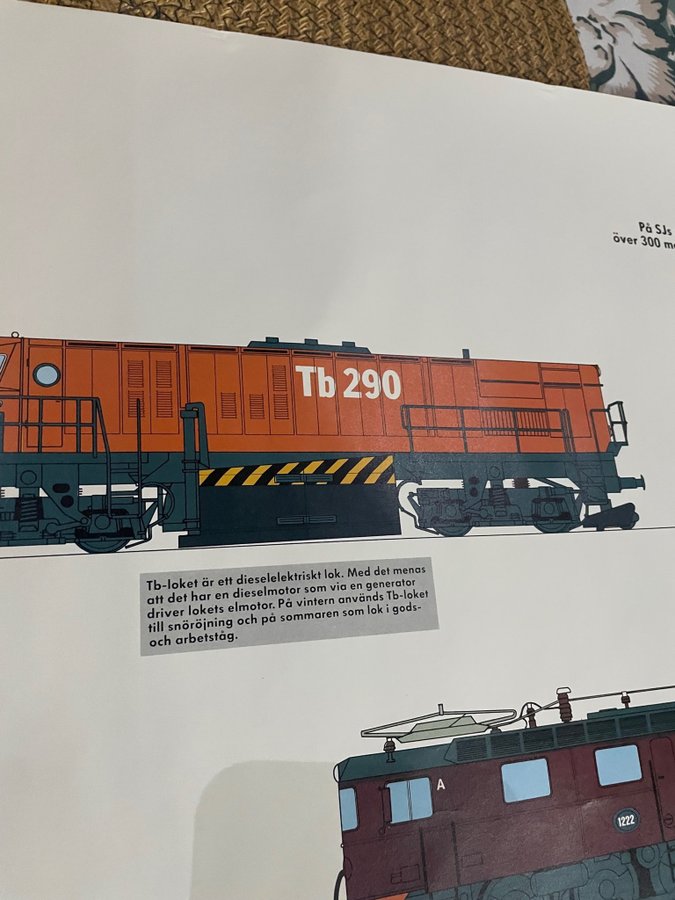 På SJs
över 300
Tb 290
Tb-loket är ett dieselelektriskt lok. Med det menas
att det har en dieselmotor som via en generator
driver lokets elmotor. På vintern används Tb-loket
till snöröjning och på sommaren som lok i gods-
och arbetståg.
A
1222